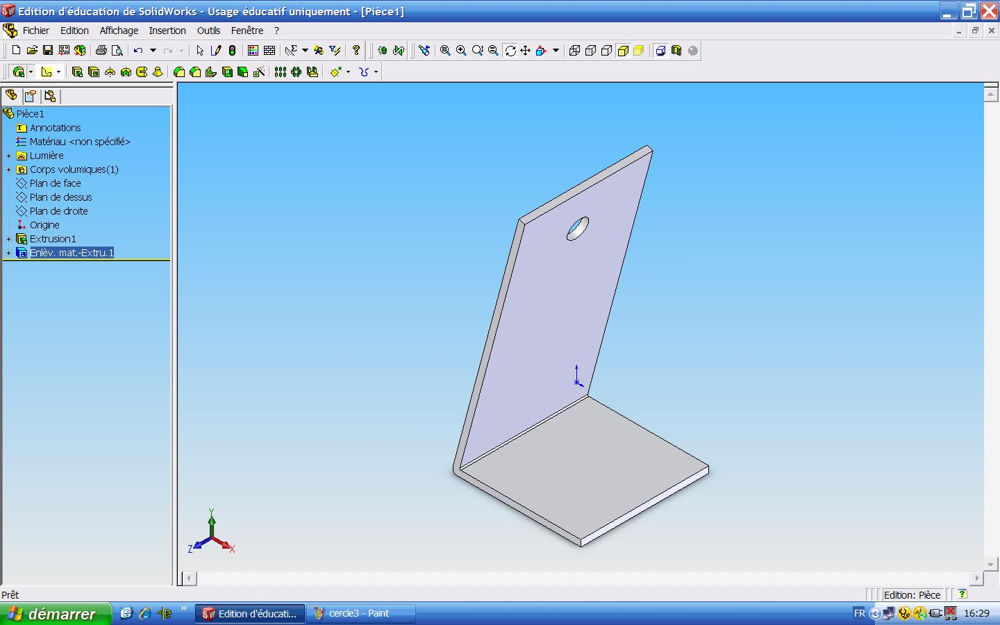 Edition d'éducation de SolidWorks - Usage éducatif uniquement - [Pièce1]
Fichier Edition Affichage Insertion Outils Fenêtre ?
Pièce1
Annotations
Matériau <non spécifié>
Lumière
Corps volumiques(1)
Plan de face
Plan de dessus
Plan de droite
Origine
Extrusion1
Enlèv. mat.-Extru.1
Y
Z X
Prêt
Edition: Pièce
démarrer
Edition d'éducati...
cercle3 - Paint
FR
16:29